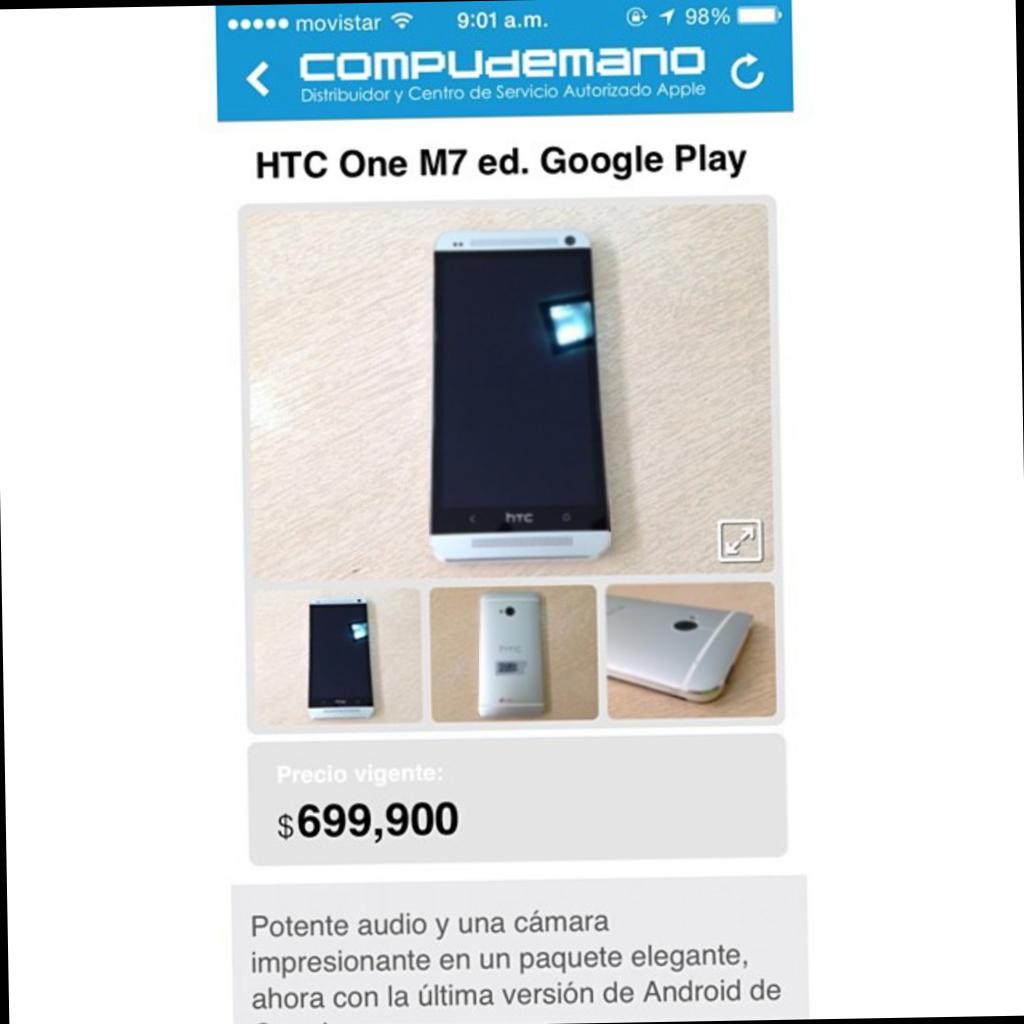 movistar 9:01 a.m. 98%
compudemano
Distribuidor y Centro de Servicio Autorizado Apple
HTC One M7 ed. Google Play
hTC
Precio vigente:
$699,900
Potente audio y una cámara
impresionante en un paquete elegante,
ahora con la última versión de Android de